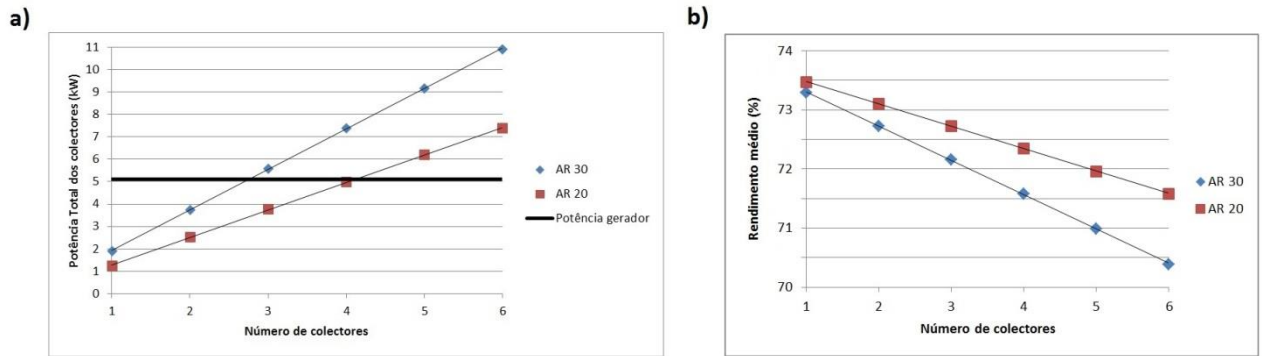 a)
Potência Total dos colectores (kW)
11
10
9
8
7
6
5
4
3
2
1
0
1 2 3 4 5 6
Número de colectores
AR 30
AR 20
Potência gerador
b)
Rendimento médio (%)
74
73
72
71
70
1 2 3 4 5 6
Número de colectores
AR 30
AR 20